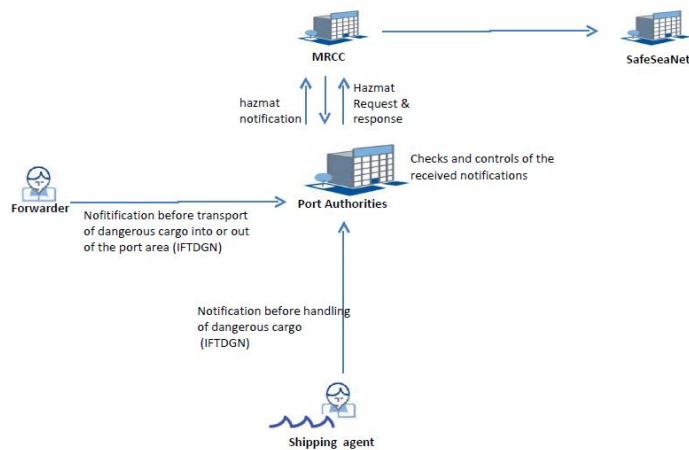 MRCC
SafeSeaNet
hazmat
notification
Hazmat
Request &
response
Checks and controls of the
received notifications
Forwarder
Port Authorities
Nofitification before transport
of dangerous cargo into or out
of the port area (IFTDGN)
Notification before handling
of dangerous cargo
(IFTDGN)
Shipping agent